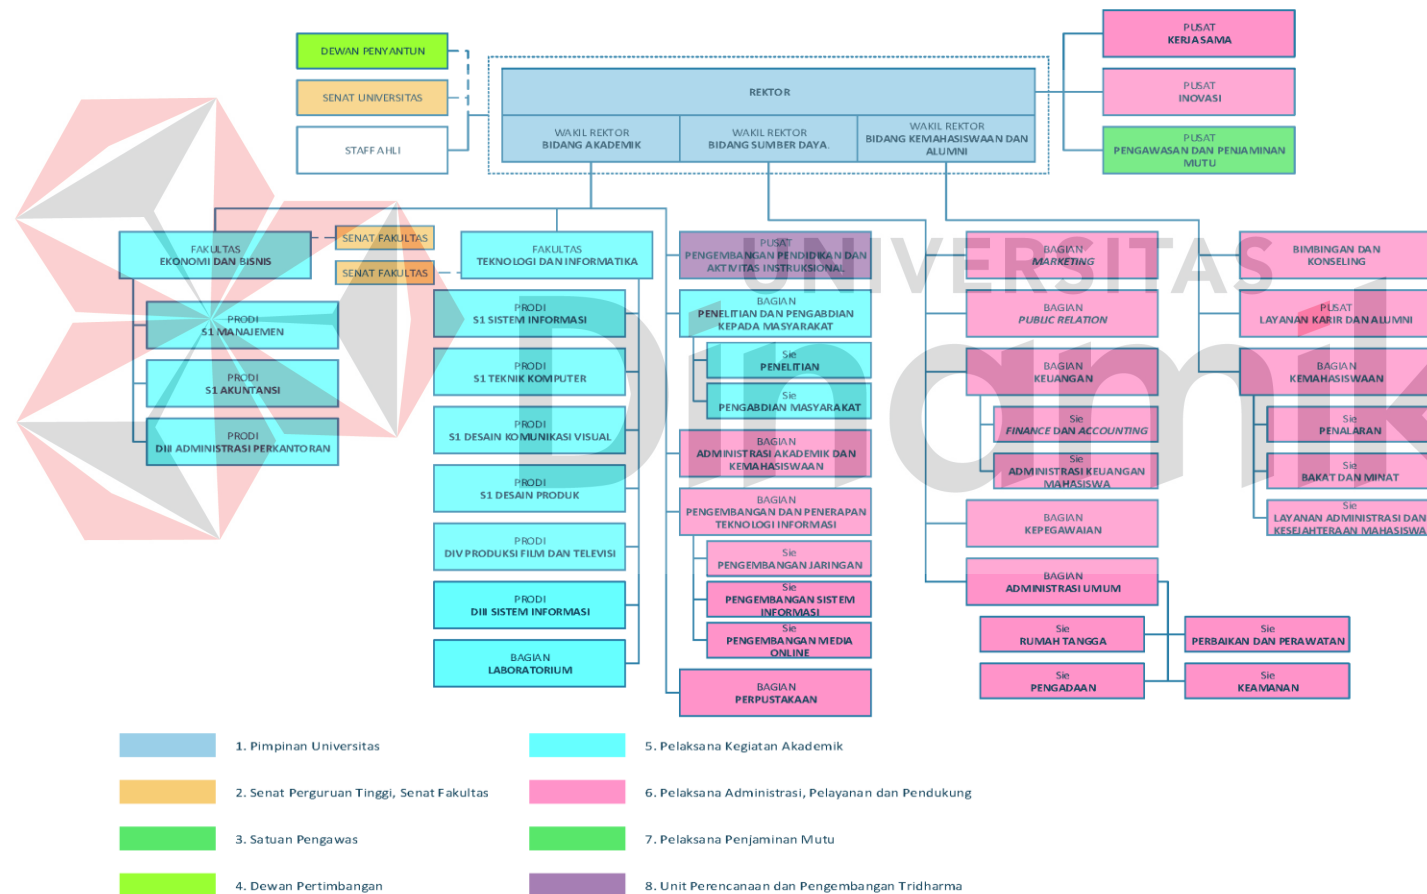 DEWAN PENYANTUN
SENAT UNIVERSITAS
STAFF AHLI
REKTOR
WAKIL REKTOR
BIDANG AKADEMIK
WAKIL REKTOR
BIDANG SUMBER DAYA.
WAKIL REKTOR
BIDANG KEMAHASISWAAN DAN
ALUMNI
PUSAT
KERJASAMA
PUSAT
INOVASI
PUSAT
PENGAWASAN DAN PENJAMINAN
MUTU
UNIVERSITAS
Dinamik
FAKULTAS
EKONOMI DAN BISNIS
SENAT FAKULTAS
SENAT FAKULTAS
PRODI
S1 MANAJEMEN
PRODI
S1 AKUNTANSI
PRODI
DIII ADMINISTRASI PERKANTORAN
FAKULTAS
TEKNOLOGI DAN INFORMATIKA
PRODI
S1 SISTEM INFORMASI
PRODI
S1 TEKNIK KOMPUTER
PRODI
S1 DESAIN KOMUNIKASI VISUAL
PRODI
S1 DESAIN PRODUK
PRODI
DIV PRODUKSI FILM DAN TELEVISI
PRODI
DIII SISTEM INFORMASI
BAGIAN
LABORATORIUM
PUSAT
PENGEMBANGAN PENDIDIKAN DAN
AKTIVITAS INSTRUKSIONAL
BAGIAN
PENELITIAN DAN PENGABDIAN
KEPADA MASYARAKAT
Sie
PENELITIAN
Sie
PENGABDIAN MASYARAKAT
BAGIAN
ADMINISTRASI AKADEMIK DAN
KEMAHASISWAAN
BAGIAN
PENGEMBANGAN DAN PENERAPAN
TEKNOLOGI INFORMASI
Sie
PENGEMBANGAN JARINGAN
Sie
PENGEMBANGAN SISTEM
INFORMASI
Sie
PENGEMBANGAN MEDIA
ONLINE
BAGIAN
PERPUSTAKAAN
BAGIAN
MARKETING
BAGIAN
PUBLIC RELATION
BAGIAN
KEUANGAN
Sie
FINANCE DAN ACCOUNTING
Sie
ADMINISTRASI KEUANGAN
MAHASISWA
BAGIAN
KEPEGAWAIAN
BAGIAN
ADMINISTRASI UMUM
Sie
RUMAH TANGGA
Sie
PERBAIKAN DAN PERAWATAN
Sie
PENGADAAN
Sie
KEAMANAN
BIMBINGAN DAN
KONSELING
PUSAT
LAYANAN KARIR DAN ALUMNI
BAGIAN
KEMAHASISWAAN
Sie
PENALARAN
Sie
BAKAT DAN MINAT
Sie
LAYANAN ADMINISTRASI DAN
KESEJAHTERAAN MAHASISWA
1. Pimpinan Universitas
2. Senat Perguruan Tinggi, Senat Fakultas
3. Satuan Pengawas
4. Dewan Pertimbangan
5. Pelaksana Kegiatan Akademik
6. Pelaksana Administrasi, Pelayanan dan Pendukung
7. Pelaksana Penjaminan Mutu
8. Unit Perencanaan dan Pengembangan Tridharma